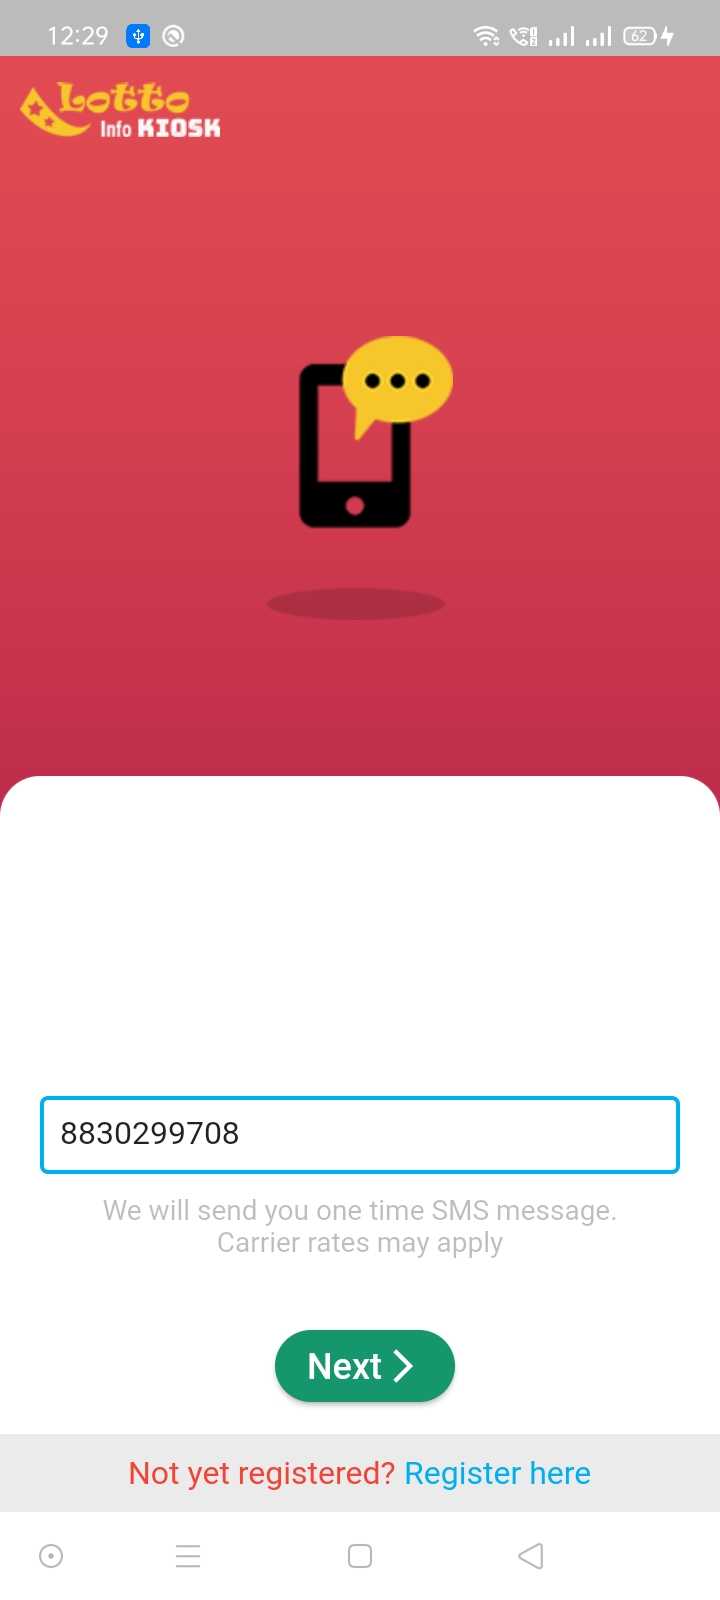 12:29
62
Lotto
Info KIOSK
8830299708
We will send you one time SMS message.
Carrier rates may apply
Next
Not yet registered? Register here